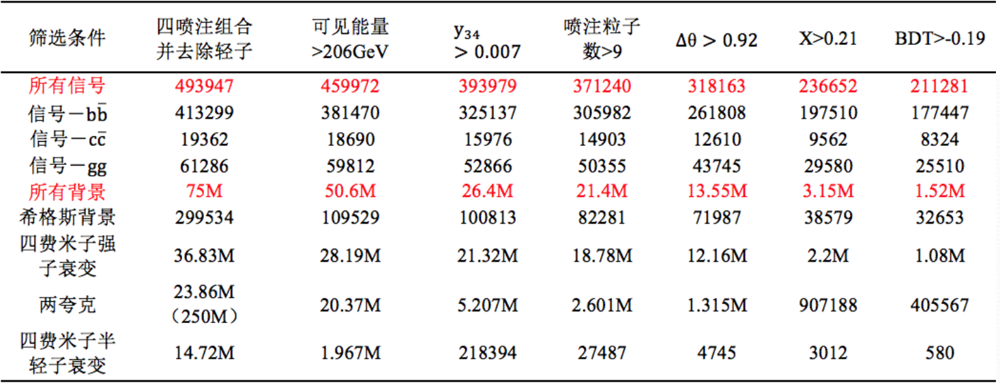 筛选条件 四喷注组合并去除轻子 可见能量>206GeV y₃₄ > 0.007 喷注粒子数>9 Δθ > 0.92 X>0.21 BDT>-0.19
所有信号 493947 459972 393979 371240 318163 236652 211281
信号－bb̄ 413299 381470 325137 305982 261808 197510 177447
信号－cc̄ 19362 18690 15976 14903 12610 9562 8324
信号－gg 61286 59812 52866 50355 43745 29580 25510
所有背景 75M 50.6M 26.4M 21.4M 13.55M 3.15M 1.52M
希格斯背景 299534 109529 100813 82281 71987 38579 32653
四费米子强子衰变 36.83M 28.19M 21.32M 18.78M 12.16M 2.2M 1.08M
两夸克 23.86M（250M） 20.37M 5.207M 2.601M 1.315M 907188 405567
四费米子半轻子衰变 14.72M 1.967M 218394 27487 4745 3012 580